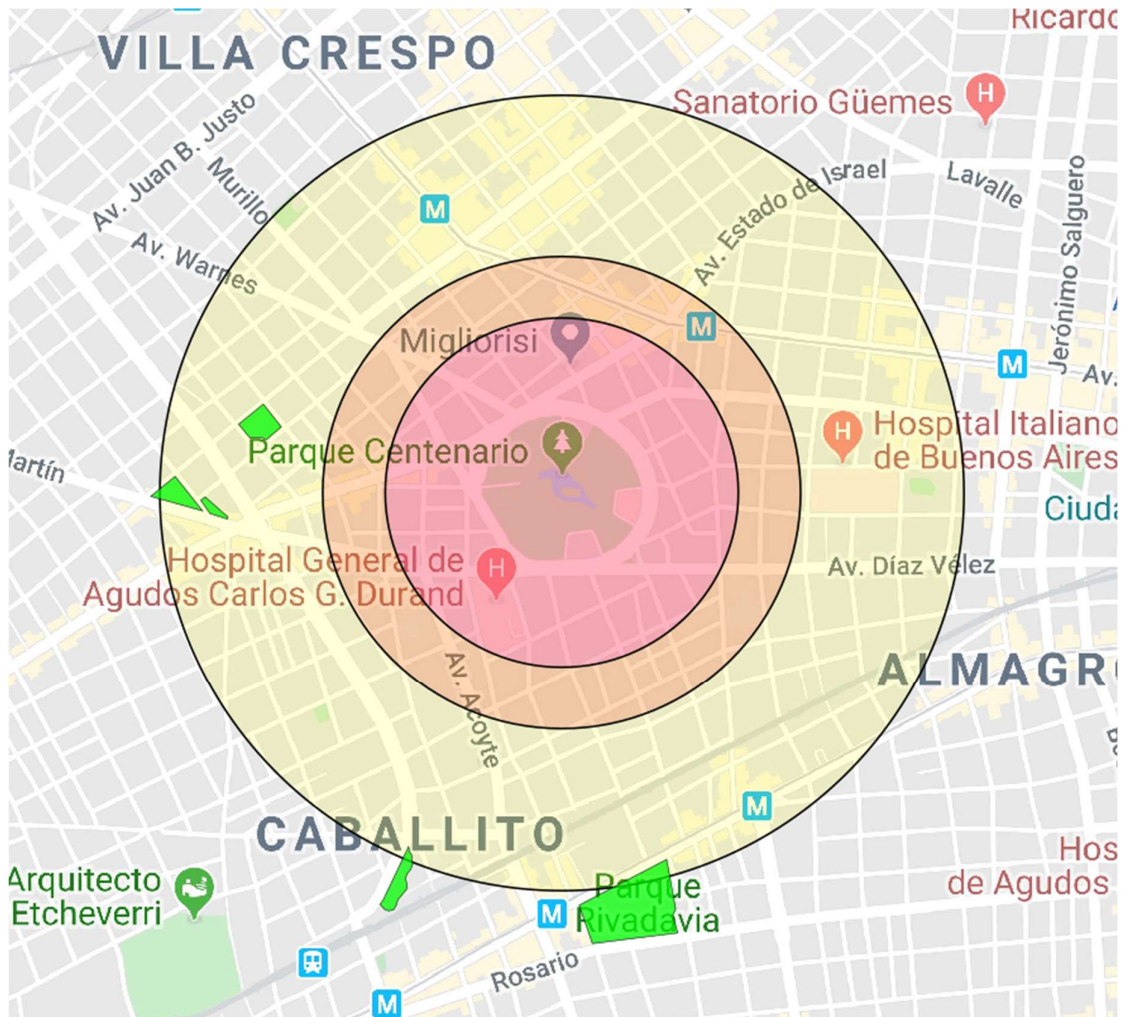 Ricardo
VILLA CRESPO
Sanatorio Güemes
H
Av. Juan B. Justo
Murillo
Av. Estado de Israel
Lavalle
M
Jerónimo Salguero
Av. Warnes
Migliorisi
M
M
Av.
Hospital Italiano
de Buenos Aires
H
Parque Centenario
Martín
Ciuda
Hospital General de
Agudos Carlos G. Durand
H
Av. Díaz Vélez
ALMAGRO
Av. Acoyte
M
CABALLITO
Hos
de Agudos
Arquitecto
Etcheverri
Parque
Rivadavia
M
Rosario
M